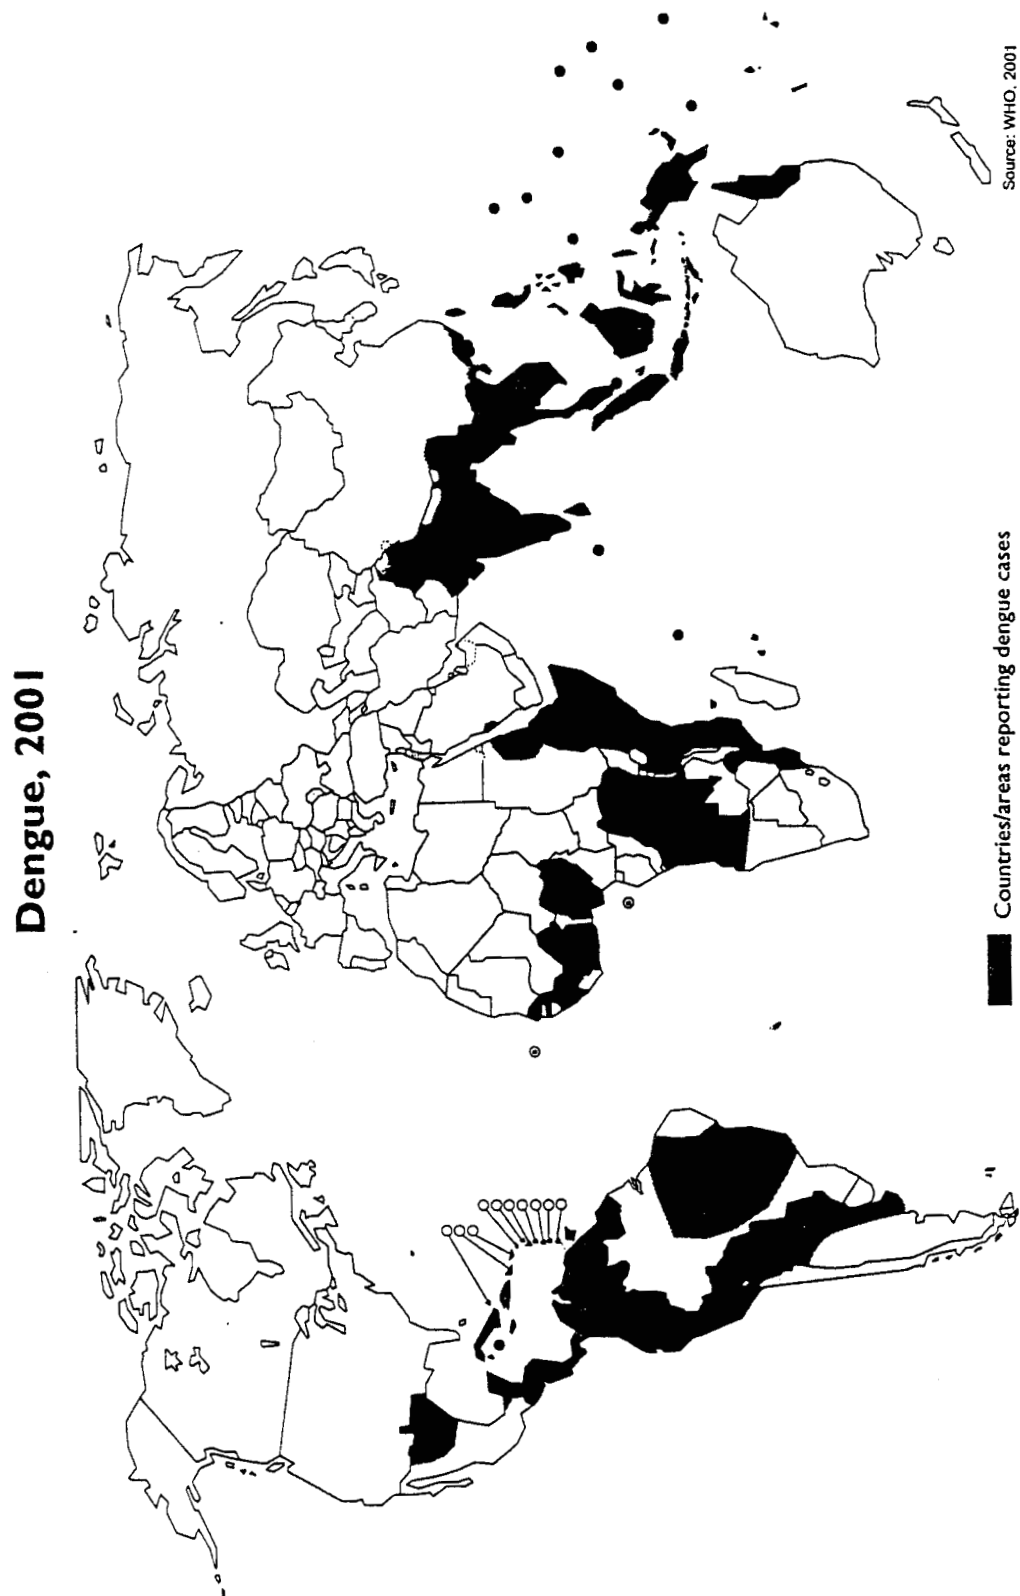 Dengue, 2001
Countries/areas reporting dengue cases
Source: WHO, 2001